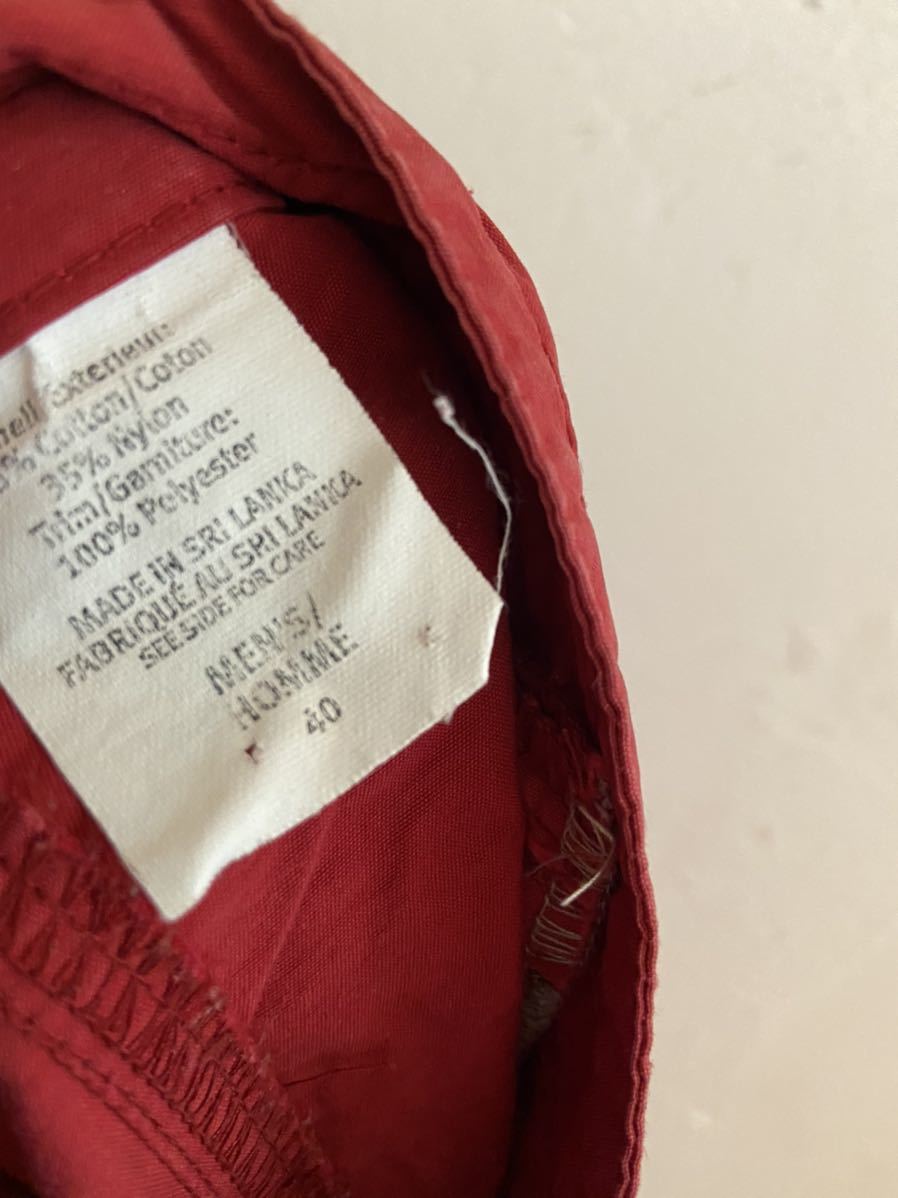 Extérieur:
Cotton/Coton
35% Nylon
Trim/Garniture:
100% Polyester
MADE IN SRI LANKA
FABRIQUÉ AU SRI LANKA
SEE SIDE FOR CARE
MEN'S/
HOMME
40